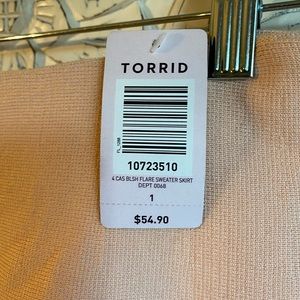 TORRID
10723510
4 CAS BLSH FLARE SWEATER SKIRT
DEPT 0068
1
$54.90